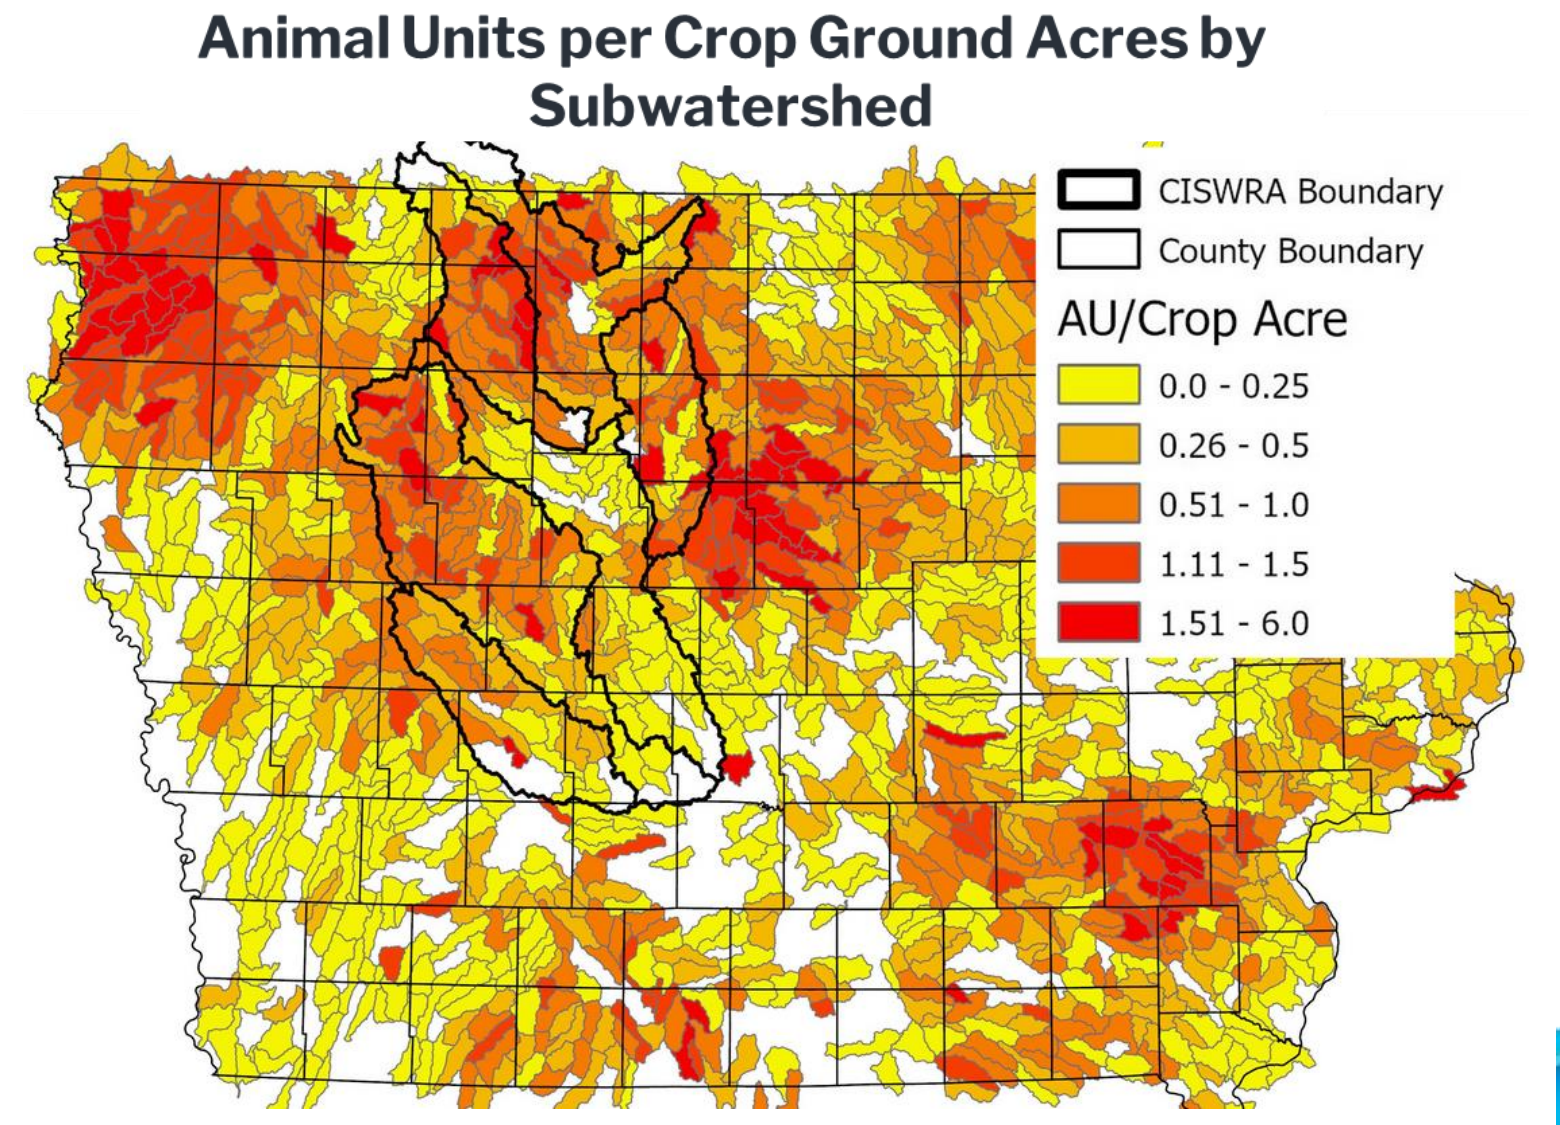 Animal Units per Crop Ground Acres by
Subwatershed
CISWRA Boundary
County Boundary
AU/Crop Acre
0.0 - 0.25
0.26 - 0.5
0.51 - 1.0
1.11 - 1.5
1.51 - 6.0